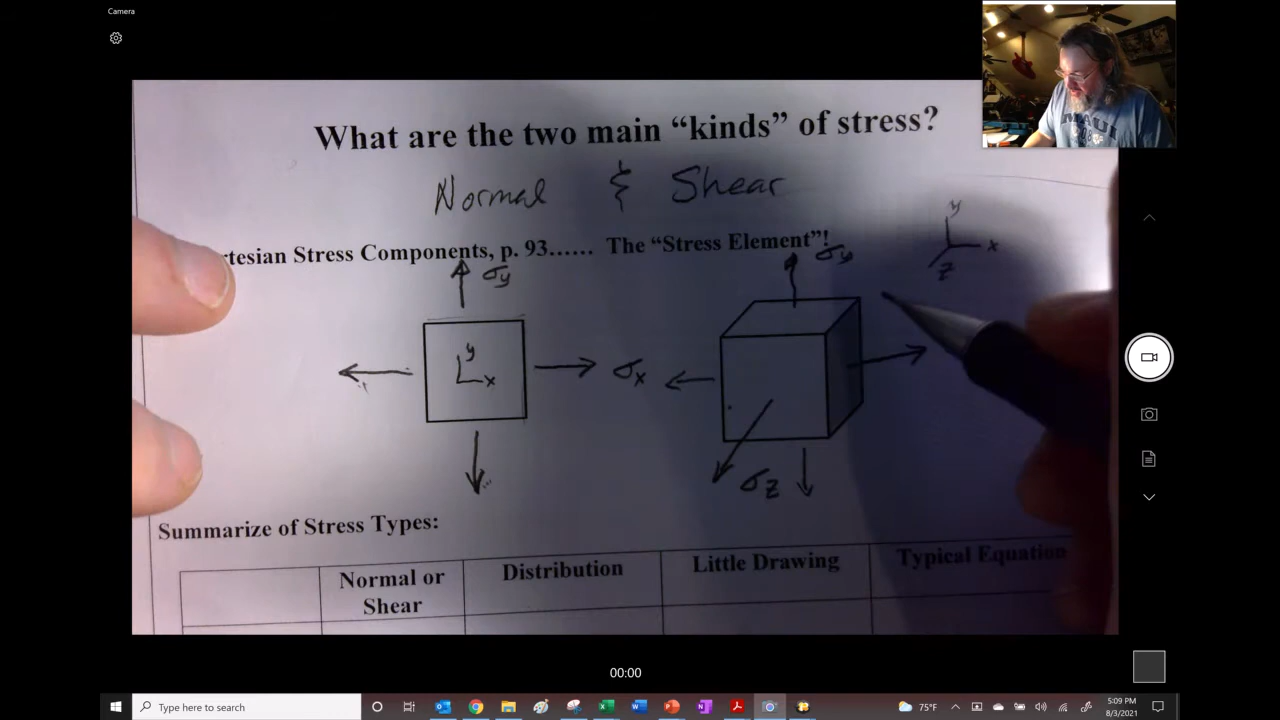 Camera
MAUI
What are the two main “kinds” of stress?
Normal & Shear
rtesian Stress Components, p. 93...... The “Stress Element”!
y
x
z
σy
σy
y
x
σx
σz
Summarize of Stress Types:
Normal or Shear
Distribution
Little Drawing
Typical Equation
00:00
Type here to search
75°F
5:09 PM
8/3/2021